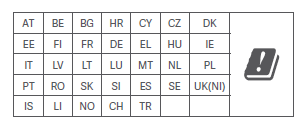 AT BE BG HR CY CZ DK
EE FI FR DE EL HU IE
IT LV LT LU MT NL PL
PT RO SK SI ES SE UK(NI)
IS LI NO CH TR